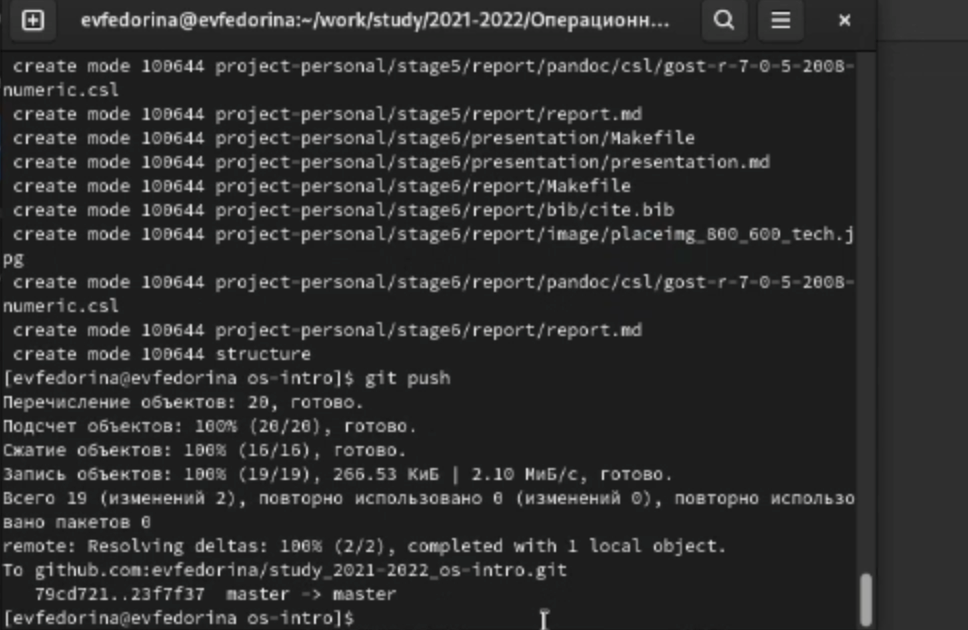 evfedorina@evfedorina:~/work/study/2021-2022/Операционн...
create mode 100644 project-personal/stage5/report/pandoc/csl/gost-r-7-0-5-2008-
numeric.csl
create mode 100644 project-personal/stage5/report/report.md
create mode 100644 project-personal/stage6/presentation/Makefile
create mode 100644 project-personal/stage6/presentation/presentation.md
create mode 100644 project-personal/stage6/report/Makefile
create mode 100644 project-personal/stage6/report/bib/cite.bib
create mode 100644 project-personal/stage6/report/image/placeimg_800_600_tech.j
pg
create mode 100644 project-personal/stage6/report/pandoc/csl/gost-r-7-0-5-2008-
numeric.csl
create mode 100644 project-personal/stage6/report/report.md
create mode 100644 structure
[evfedorina@evfedorina os-intro]$ git push
Перечисление объектов: 20, готово.
Подсчет объектов: 100% (20/20), готово.
Сжатие объектов: 100% (16/16), готово.
Запись объектов: 100% (19/19), 266.53 КиБ | 2.10 МиБ/с, готово.
Всего 19 (изменений 2), повторно использовано 0 (изменений 0), повторно использо
вано пакетов 0
remote: Resolving deltas: 100% (2/2), completed with 1 local object.
To github.com:evfedorina/study_2021-2022_os-intro.git
79cd721..23f7f37  master -> master
[evfedorina@evfedorina os-intro]$